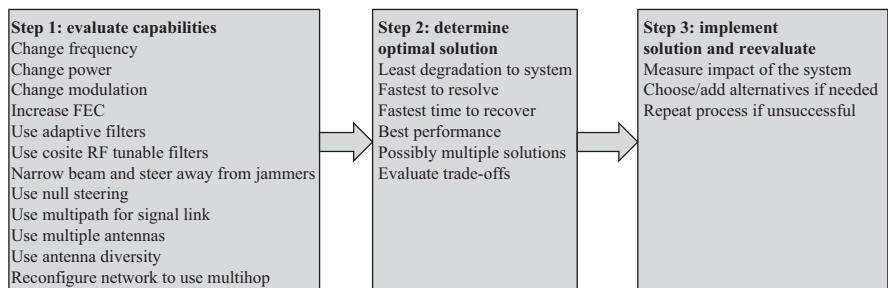 Step 1: evaluate capabilities
Change frequency
Change power
Change modulation
Increase FEC
Use adaptive filters
Use cosite RF tunable filters
Narrow beam and steer away from jammers
Use null steering
Use multipath for signal link
Use multiple antennas
Use antenna diversity
Reconfigure network to use multihop
Step 2: determine
optimal solution
Least degradation to system
Fastest to resolve
Fastest time to recover
Best performance
Possibly multiple solutions
Evaluate trade-offs
Step 3: implement
solution and reevaluate
Measure impact of the system
Choose/add alternatives if needed
Repeat process if unsuccessful